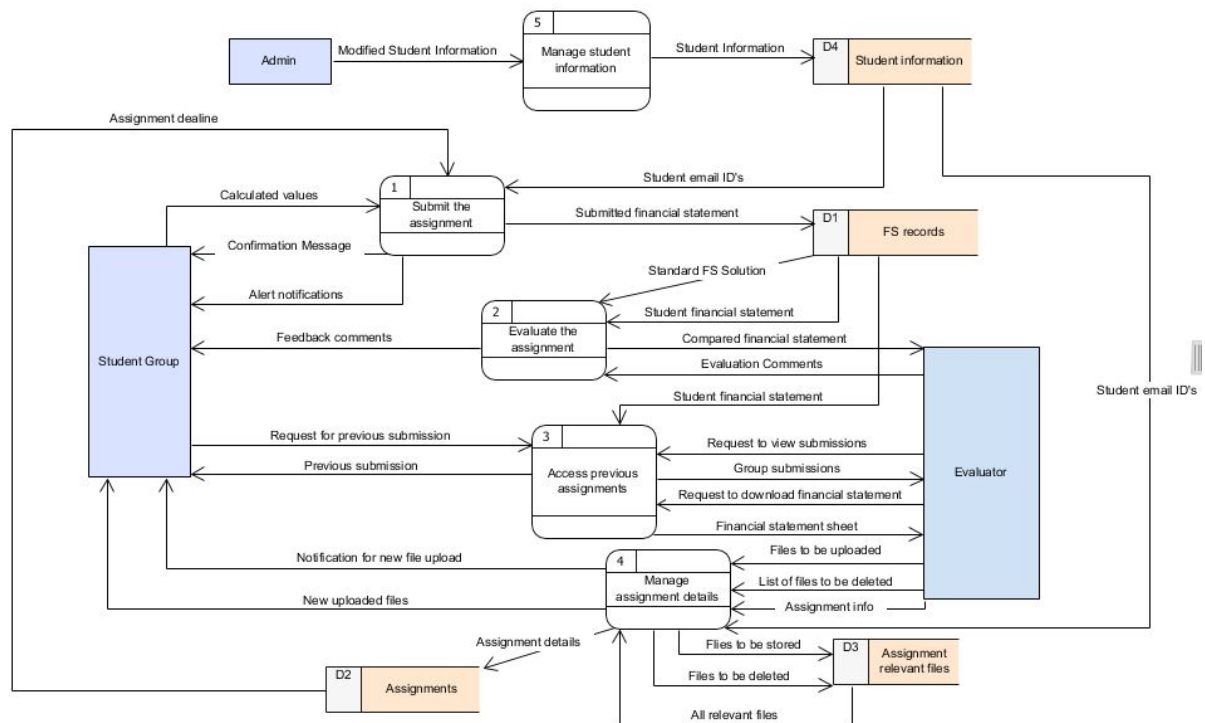 5
Manage student
information
Admin
Modified Student Information
Student Information
D4
Student information
Assignment dealine
1
Submit the
assignment
Student email ID's
Calculated values
Submitted financial statement
D1
FS records
Confirmation Message
Standard FS Solution
Alert notifications
2
Evaluate the
assignment
Student financial statement
Feedback comments
Compared financial statement
Student Group
Evaluation Comments
Student email ID's
Student financial statement
3
Access previous
assignments
Request for previous submission
Request to view submissions
Previous submission
Group submissions
Evaluator
Request to download financial statement
Financial statement sheet
Notification for new file upload
4
Manage
assignment details
Files to be uploaded
List of files to be deleted
New uploaded files
Assignment info
Assignment details
Flies to be stored
D3
Assignment
relevant files
D2
Assignments
Files to be deleted
All relevant files